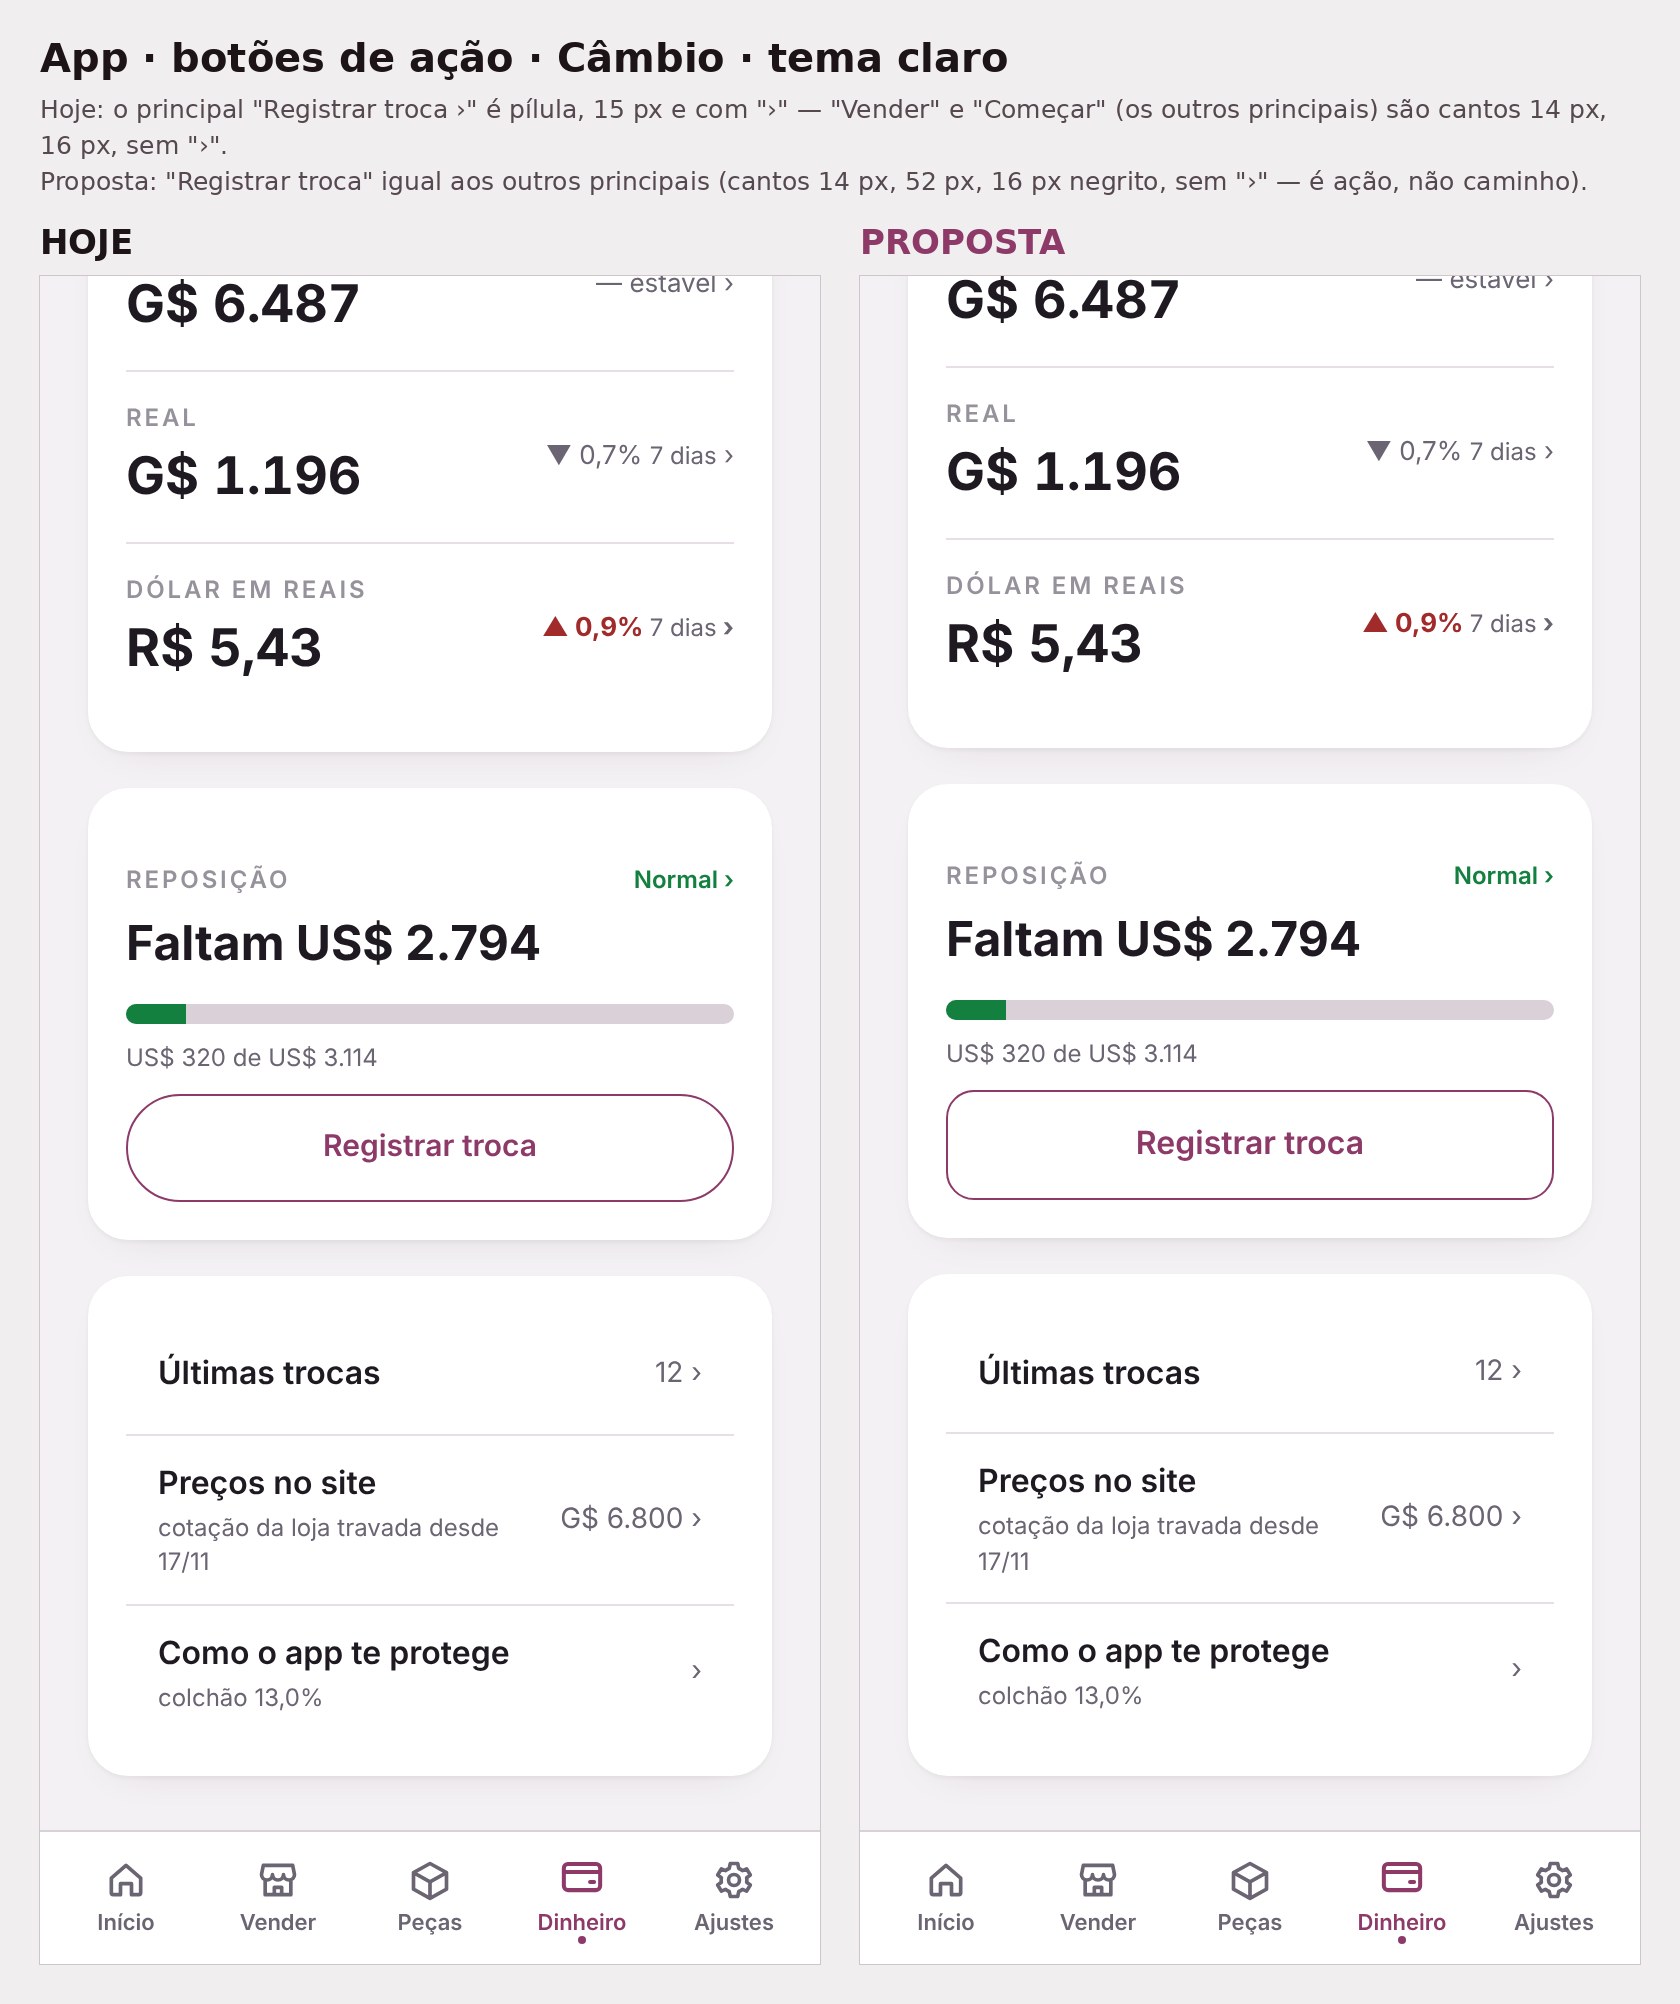 App · botões de ação · Câmbio · tema claro
Hoje: o principal "Registrar troca ›" é pílula, 15 px e com "›" — "Vender" e "Começar" (os outros principais) são cantos 14 px,
16 px, sem "›".
Proposta: "Registrar troca" igual aos outros principais (cantos 14 px, 52 px, 16 px negrito, sem "›" — é ação, não caminho).
HOJE
— estável ›
G$ 6.487
REAL
G$ 1.196
▼ 0,7% 7 dias ›
DÓLAR EM REAIS
R$ 5,43
▲ 0,9% 7 dias ›
REPOSIÇÃO
Normal ›
Faltam US$ 2.794
US$ 320 de US$ 3.114
Registrar troca
Últimas trocas
12 ›
Preços no site
cotação da loja travada desde
17/11
G$ 6.800 ›
Como o app te protege
colchão 13,0%
›
Início
Vender
Peças
Dinheiro
Ajustes
PROPOSTA
— estável ›
G$ 6.487
REAL
G$ 1.196
▼ 0,7% 7 dias ›
DÓLAR EM REAIS
R$ 5,43
▲ 0,9% 7 dias ›
REPOSIÇÃO
Normal ›
Faltam US$ 2.794
US$ 320 de US$ 3.114
Registrar troca
Últimas trocas
12 ›
Preços no site
cotação da loja travada desde
17/11
G$ 6.800 ›
Como o app te protege
colchão 13,0%
›
Início
Vender
Peças
Dinheiro
Ajustes